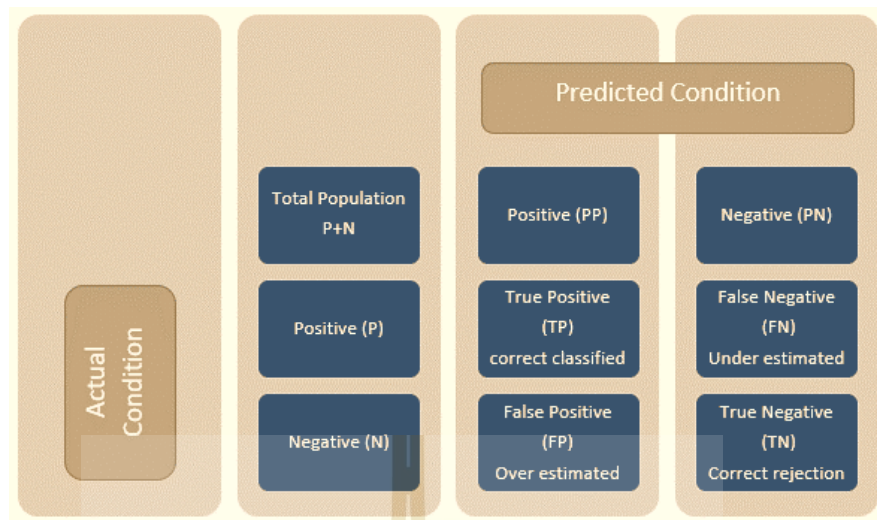 Predicted Condition
Total Population
P+N
Positive (PP)
Negative (PN)
Actual
Condition
Positive (P)
True Positive
(TP)
correct classified
False Negative
(FN)
Under estimated
Negative (N)
False Positive
(FP)
Over estimated
True Negative
(TN)
Correct rejection